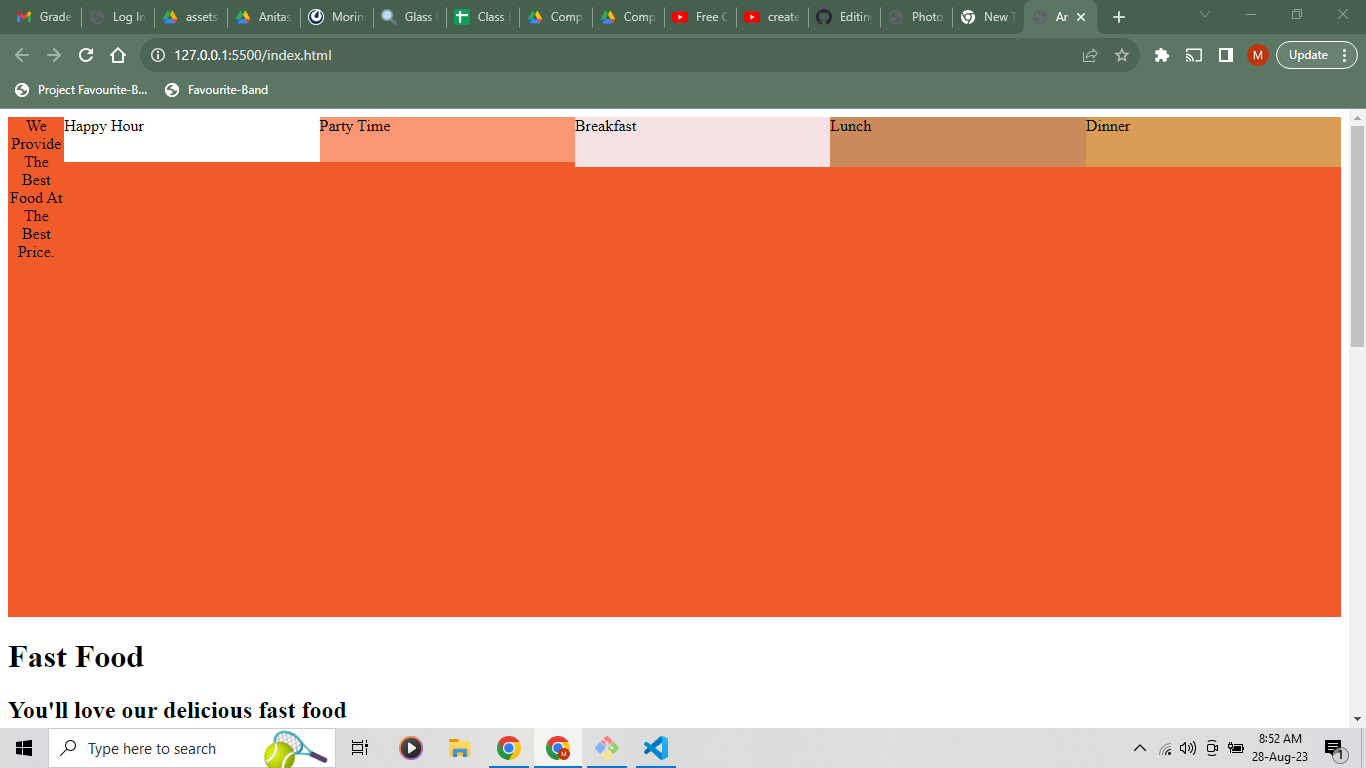 Grade
Log In
assets
Anitas
Morin
Glass
Class
Comp
Comp
Free
create
Editin
Photo
New T
An
127.0.0.1:5500/index.html
M
Update
Project Favourite-B...
Favourite-Band
We
Provide
The
Best
Food At
The
Best
Price.
Happy Hour
Party Time
Breakfast
Lunch
Dinner
Fast Food
You'll love our delicious fast food
Type here to search
M
8:52 AM
28-Aug-23
1